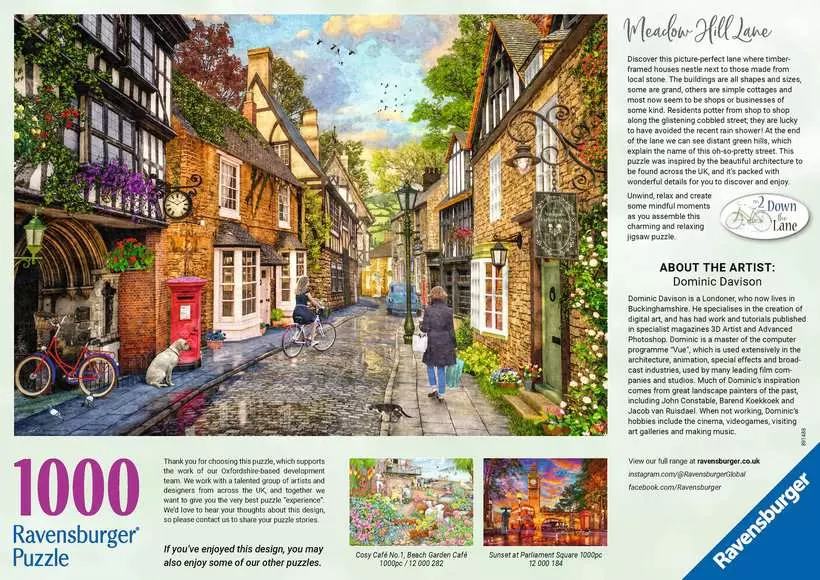 Meadow Hill Lane
Discover this picture-perfect lane where timber-
framed houses nestle next to those made from
local stone. The buildings are all shapes and sizes,
some are grand, others are simple cottages and
most now seem to be shops or businesses of
some kind. Residents potter from shop to shop
along the glistening cobbled street; they are lucky
to have avoided the recent rain shower! At the end
of the lane we can see distant green hills, which
explain the name of this oh-so-pretty street. This
puzzle was inspired by the beautiful architecture to
be found across the UK, and it's packed with
wonderful details for you to discover and enjoy.
Unwind, relax and create
some mindful moments
as you assemble this
charming and relaxing
jigsaw puzzle.
No 2 Down
the
Lane
ABOUT THE ARTIST:
Dominic Davison
Dominic Davison is a Londoner, who now lives in
Buckinghamshire. He specialises in the creation of
digital art, and has had work and tutorials published
in specialist magazines 3D Artist and Advanced
Photoshop. Dominic is a master of the computer
programme “Vue”, which is used extensively in the
architecture, animation, special effects and broad-
cast industries, used by many leading film com-
panies and studios. Much of Dominic's inspiration
comes from great landscape painters of the past,
including John Constable, Barend Koekkoek and
Jacob van Ruisdael. When not working, Dominic's
hobbies include the cinema, videogames, visiting
art galleries and making music.
891488
View our full range at ravensburger.co.uk
instagram.com/@RavensburgerGlobal
facebook.com/Ravensburger
Ravensburger
1000
Ravensburger®
Puzzle
Thank you for choosing this puzzle, which supports
the work of our Oxfordshire-based development
team. We work with a talented group of artists and
designers from across the UK, and together we
want to give you the very best puzzle “experience”.
We'd love to hear your thoughts about this design,
so please contact us to share your puzzle stories.
If you've enjoyed this design, you may
also enjoy some of our other puzzles.
Cosy Café No.1, Beach Garden Café
1000pc / 12 000 282
Sunset at Parliament Square 1000pc
12 000 184